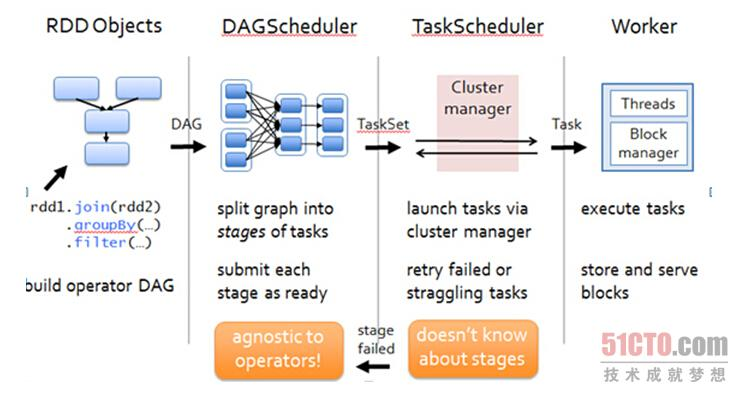 RDD Objects
DAGScheduler
TaskScheduler
Worker
DAG
TaskSet
Cluster
manager
Task
Threads
Block
manager
rdd1.join(rdd2)
.groupBy(…)
.filter(…)
build operator DAG
split graph into
stages of tasks
submit each
stage as ready
launch tasks via
cluster manager
retry failed or
straggling tasks
execute tasks
store and serve
blocks
agnostic to
operators!
stage
failed
doesn't know
about stages
51CTO.com
技术成就梦想